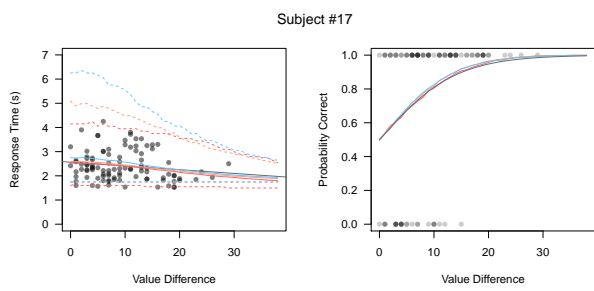 Subject #17
Response Time (s)
7
6
5
4
3
2
1
0
0 10 20 30
Value Difference
Probability Correct
1.0
0.8
0.6
0.4
0.2
0.0
0 10 20 30
Value Difference